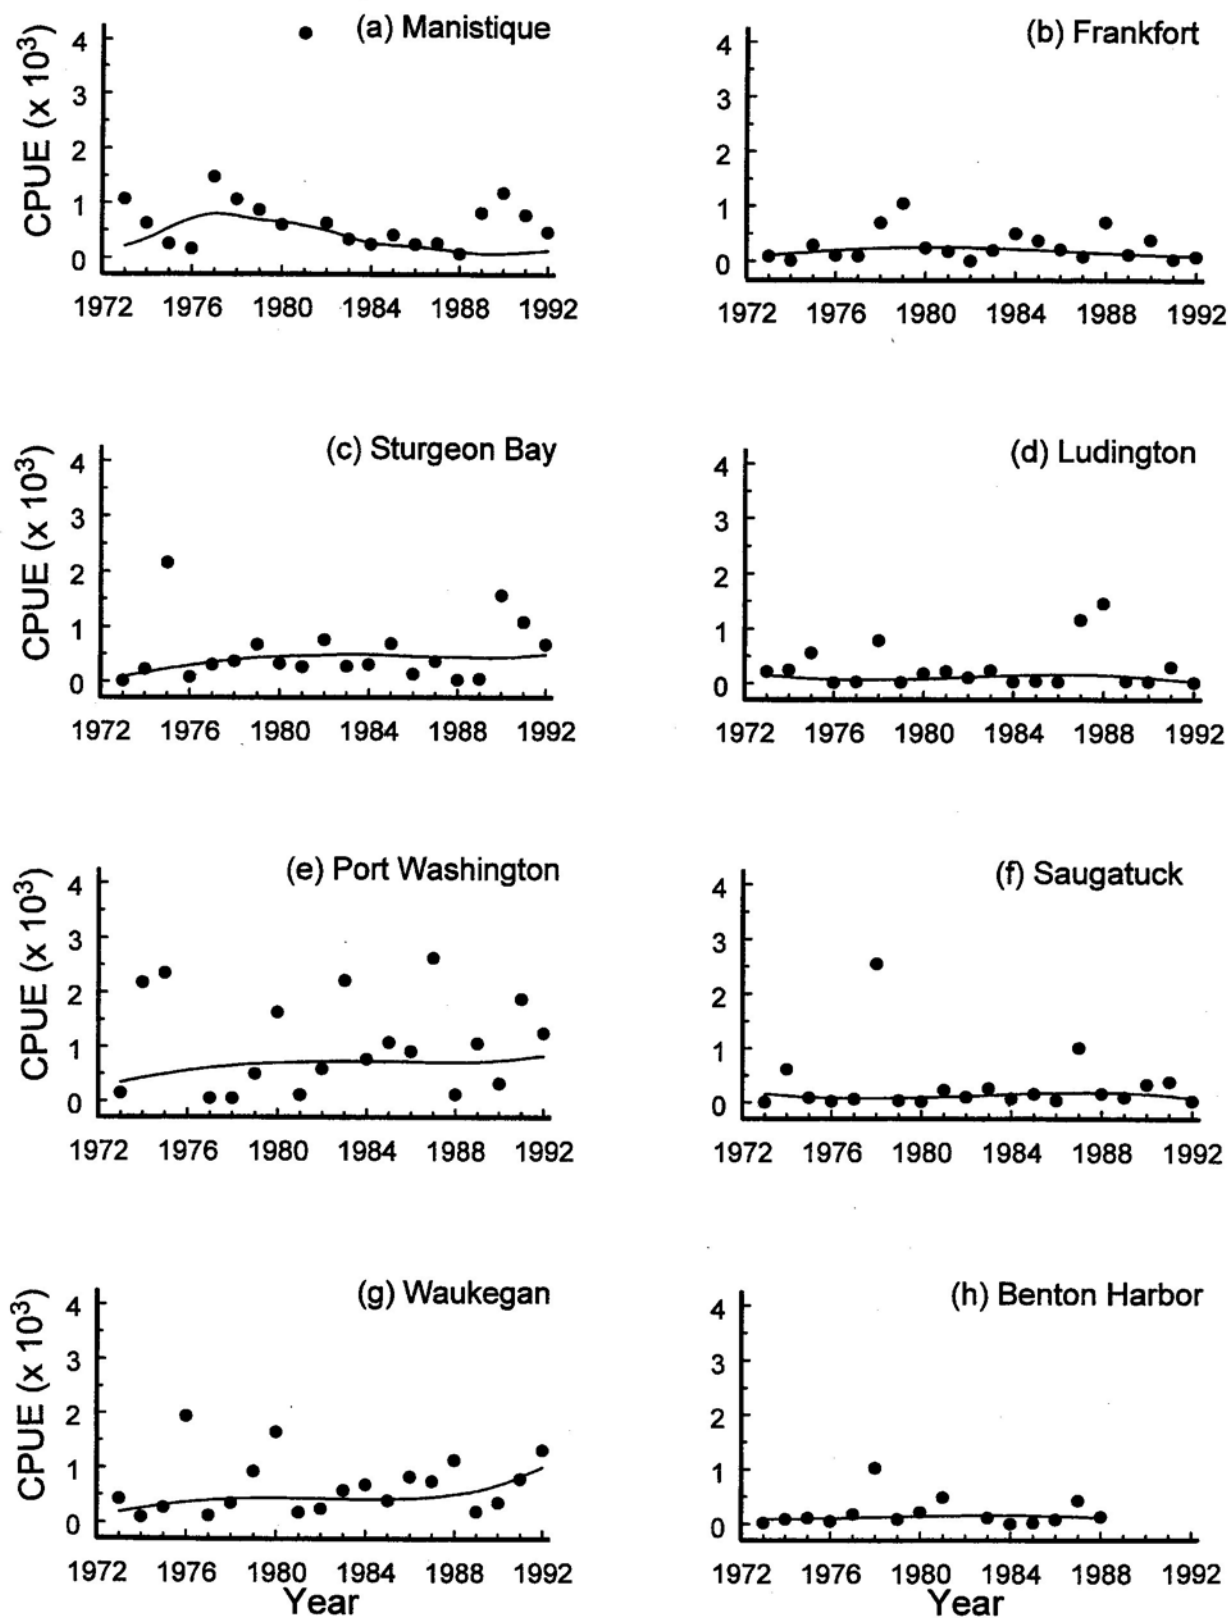 (a) Manistique
CPUE (x 10³)
4
3
2
1
0
1972 1976 1980 1984 1988 1992
(b) Frankfort
4
3
2
1
0
1972 1976 1980 1984 1988 1992
(c) Sturgeon Bay
CPUE (x 10³)
4
3
2
1
0
1972 1976 1980 1984 1988 1992
(d) Ludington
4
3
2
1
0
1972 1976 1980 1984 1988 1992
(e) Port Washington
CPUE (x 10³)
4
3
2
1
0
1972 1976 1980 1984 1988 1992
(f) Saugatuck
4
3
2
1
0
1972 1976 1980 1984 1988 1992
(g) Waukegan
CPUE (x 10³)
4
3
2
1
0
1972 1976 1980 1984 1988 1992
Year
(h) Benton Harbor
4
3
2
1
0
1972 1976 1980 1984 1988 1992
Year